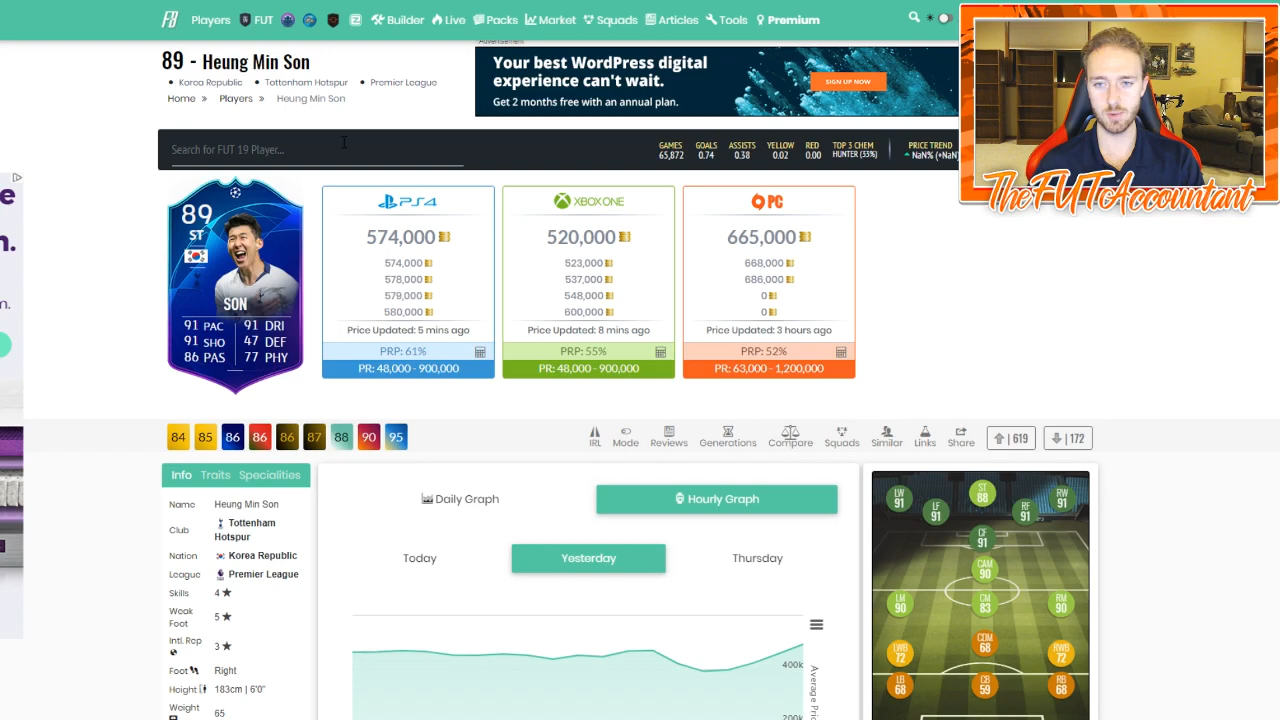 F8 Players FUT Builder Live Packs Market Squads Articles Tools Premium
Advertisement
89 - Heung Min Son
Korea Republic Tottenham Hotspur Premier League
Home » Players » Heung Min Son
Your best WordPress digital
experience can't wait.
Get 2 months free with an annual plan.
SIGN UP NOW
TheFUTAccountant
Search for FUT 19 Player...
GAMES GOALS ASSISTS YELLOW RED TOP 3 CHEM PRICE TREND
65,872 0.74 0.38 0.02 0.00 HUNTER (33%) NaN% (+NaN)
89
ST
SON
91 PAC 91 DRI
91 SHO 47 DEF
86 PAS 77 PHY
PS4
574,000
574,000
578,000
579,000
580,000
Price Updated: 5 mins ago
PRP: 61%
PR: 48,000 - 900,000
XBOX ONE
520,000
523,000
537,000
548,000
600,000
Price Updated: 8 mins ago
PRP: 55%
PR: 48,000 - 900,000
PC
665,000
668,000
686,000
0
0
Price Updated: 3 hours ago
PRP: 52%
PR: 63,000 - 1,200,000
84 85 86 86 86 87 88 90 95
IRL Mode Reviews Generations Compare Squads Similar Links Share | 619 | 172
Info Traits Specialities
Name Heung Min Son
Club Tottenham Hotspur
Nation Korea Republic
League Premier League
Skills 4★
Weak Foot 5★
Intl. Rep 3★
Foot Right
Height 183cm | 6'0"
Weight 65
Daily Graph Hourly Graph
Today Yesterday Thursday
400k
200k
Average Pri
LW 91
ST 88
RW 91
LF 91
RF 91
CF 91
CAM 90
LM 90
CM 83
RM 90
CDM 68
LWB 72
RWB 72
LB 68
CB 59
RB 68